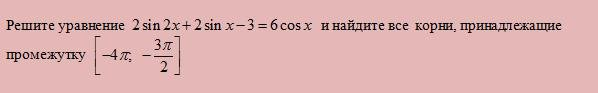 Решите уравнение 2 sin 2x + 2 sin x − 3 = 6 cos x и найдите все корни, принадлежащие
промежутку [−4π; −3π/2]